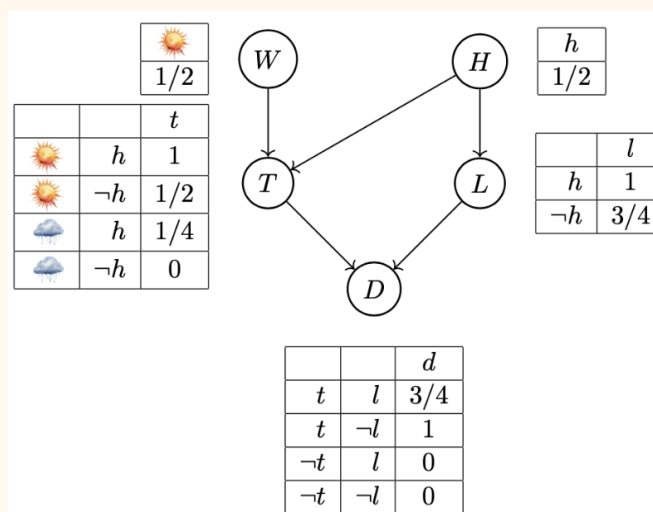 ☀️
1/2
W
H
h
1/2
t
☀️ h 1
☀️ ¬h 1/2
🌧️ h 1/4
🌧️ ¬h 0
T
L
l
h 1
¬h 3/4
D
d
t l 3/4
t ¬l 1
¬t l 0
¬t ¬l 0